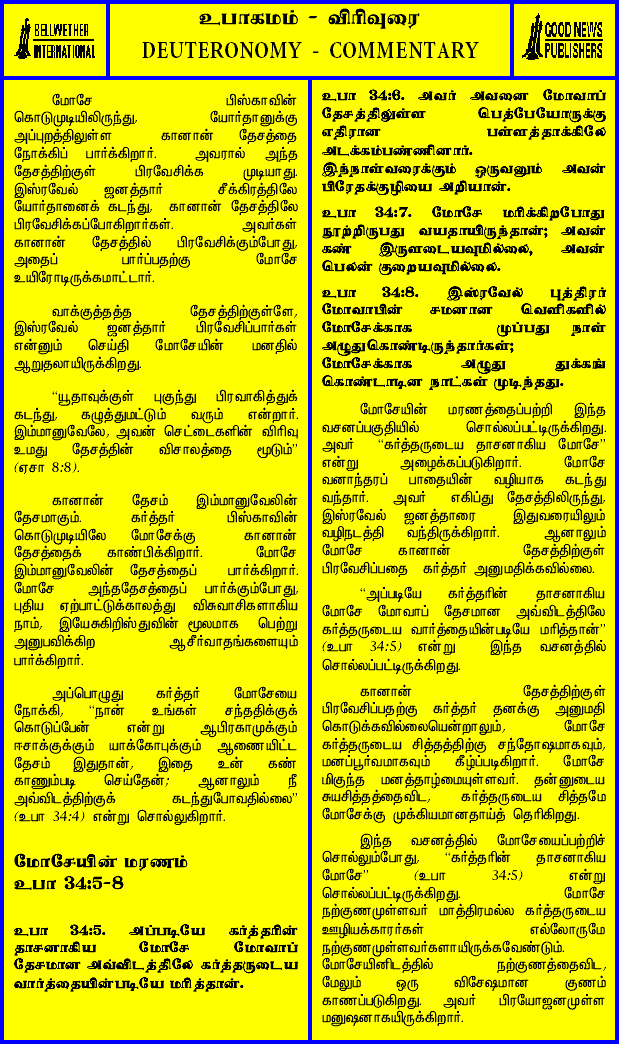 BELLWETHER
INTERNATIONAL
உபாகமம் - விரிவுரை
DEUTERONOMY - COMMENTARY
GOOD NEWS
PUBLISHERS
மோசே பிஸ்காவின்
கொடுமுடியிலிருந்து, யோர்தானுக்கு
அப்புறத்திலுள்ள கானான் தேசத்தை
நோக்கிப் பார்க்கிறார். அவரால் அந்த
தேசத்திற்குள் பிரவேசிக்க முடியாது.
இஸ்ரவேல் ஜனத்தார் சீக்கிரத்திலே
யோர்தானைக் கடந்து, கானான் தேசத்திலே
பிரவேசிக்கப்போகிறார்கள். அவர்கள்
கானான் தேசத்தில் பிரவேசிக்கும்போது,
அதைப் பார்ப்பதற்கு மோசே
உயிரோடிருக்கமாட்டார்.
வாக்குத்தத்த தேசத்திற்குள்ளே,
இஸ்ரவேல் ஜனத்தார் பிரவேசிப்பார்கள்
என்னும் செய்தி மோசேயின் மனதில்
ஆறுதலாயிருக்கிறது.
“யூதாவுக்குள் புகுந்து பிரவாகித்துக்
கடந்து, கழுத்துமட்டும் வரும் என்றார்.
இம்மானுவேலே, அவன் செட்டைகளின் விரிவு
உமது தேசத்தின் விசாலத்தை மூடும்”
(ஏசா 8:8).
கானான் தேசம் இம்மானுவேலின்
தேசமாகும். கர்த்தர் பிஸ்காவின்
கொடுமுடியிலே மோசேக்கு கானான்
தேசத்தைக் காண்பிக்கிறார். மோசே
இம்மானுவேலின் தேசத்தைப் பார்க்கிறார்.
மோசே அந்ததேசத்தைப் பார்க்கும்போது,
புதிய ஏற்பாட்டுக்காலத்து விசுவாசிகளாகிய
நாம், இயேசுகிறிஸ்துவின் மூலமாக பெற்று
அனுபவிக்கிற ஆசீர்வாதங்களையும்
பார்க்கிறார்.
அப்பொழுது கர்த்தர் மோசேயை
நோக்கி, “நான் உங்கள் சந்ததிக்குக்
கொடுப்பேன் என்று ஆபிரகாமுக்கும்
ஈசாக்குக்கும் யாக்கோபுக்கும் ஆணையிட்ட
தேசம் இதுதான், இதை உன் கண்
காணும்படி செய்தேன்; ஆனாலும் நீ
அவ்விடத்திற்குக் கடந்துபோவதில்லை”
(உபா 34:4) என்று சொல்லுகிறார்.
மோசேயின் மரணம்
உபா 34:5-8
உபா 34:5. அப்படியே கர்த்தரின்
தாசனாகிய மோசே மோவாப்
தேசமான அவ்விடத்திலே கர்த்தருடைய
வார்த்தையின்படியே மரித்தான்.
உபா 34:6. அவர் அவனை மோவாப்
தேசத்திலுள்ள பெத்பேயோருக்கு
எதிரான பள்ளத்தாக்கிலே
அடக்கம்பண்ணினார்.
இந்நாள்வரைக்கும் ஒருவனும் அவன்
பிரேதக்குழியை அறியான்.
உபா 34:7. மோசே மரிக்கிறபோது
நூற்றிருபது வயதாயிருந்தான்; அவன்
கண் இருளடையவுமில்லை, அவன்
பெலன் குறையவுமில்லை.
உபா 34:8. இஸ்ரவேல் புத்திரர்
மோவாபின் சமனான வெளிகளில்
மோசேக்காக முப்பது நாள்
அழுதுகொண்டிருந்தார்கள்;
மோசேக்காக அழுது துக்கங்
கொண்டாடின நாட்கள் முடிந்தது.
மோசேயின் மரணத்தைப்பற்றி இந்த
வசனப்பகுதியில் சொல்லப்பட்டிருக்கிறது.
அவர் “கர்த்தருடைய தாசனாகிய மோசே”
என்று அழைக்கப்படுகிறார். மோசே
வனாந்தரப் பாதையின் வழியாக கடந்து
வந்தார். அவர் எகிப்து தேசத்திலிருந்து,
இஸ்ரவேல் ஜனத்தாரை இதுவரையிலும்
வழிநடத்தி வந்திருக்கிறார். ஆனாலும்
மோசே கானான் தேசத்திற்குள்
பிரவேசிப்பதை கர்த்தர் அனுமதிக்கவில்லை.
“அப்படியே கர்த்தரின் தாசனாகிய
மோசே மோவாப் தேசமான அவ்விடத்திலே
கர்த்தருடைய வார்த்தையின்படியே மரித்தான்”
(உபா 34:5) என்று இந்த வசனத்தில்
சொல்லப்பட்டிருக்கிறது.
கானான் தேசத்திற்குள்
பிரவேசிப்பதற்கு கர்த்தர் தனக்கு அனுமதி
கொடுக்கவில்லையென்றாலும், மோசே
கர்த்தருடைய சித்தத்திற்கு சந்தோஷமாகவும்,
மனப்பூர்வமாகவும் கீழ்ப்படிகிறார். மோசே
மிகுந்த மனத்தாழ்மையுள்ளவர். தன்னுடைய
சுயசித்தத்தைவிட, கர்த்தருடைய சித்தமே
மோசேக்கு முக்கியமானதாய்த் தெரிகிறது.
இந்த வசனத்தில் மோசேயைப்பற்றிச்
சொல்லும்போது, “கர்த்தரின் தாசனாகிய
மோசே” (உபா 34:5) என்று
சொல்லப்பட்டிருக்கிறது. மோசே
நற்குணமுள்ளவர் மாத்திரமல்ல கர்த்தருடைய
ஊழியக்காரர்கள் எல்லோருமே
நற்குணமுள்ளவர்களாயிருக்கவேண்டும்.
மோசேயினிடத்தில் நற்குணத்தைவிட,
மேலும் ஒரு விசேஷமான குணம்
காணப்படுகிறது. அவர் பிரயோஜனமுள்ள
மனுஷனாகயிருக்கிறார்.